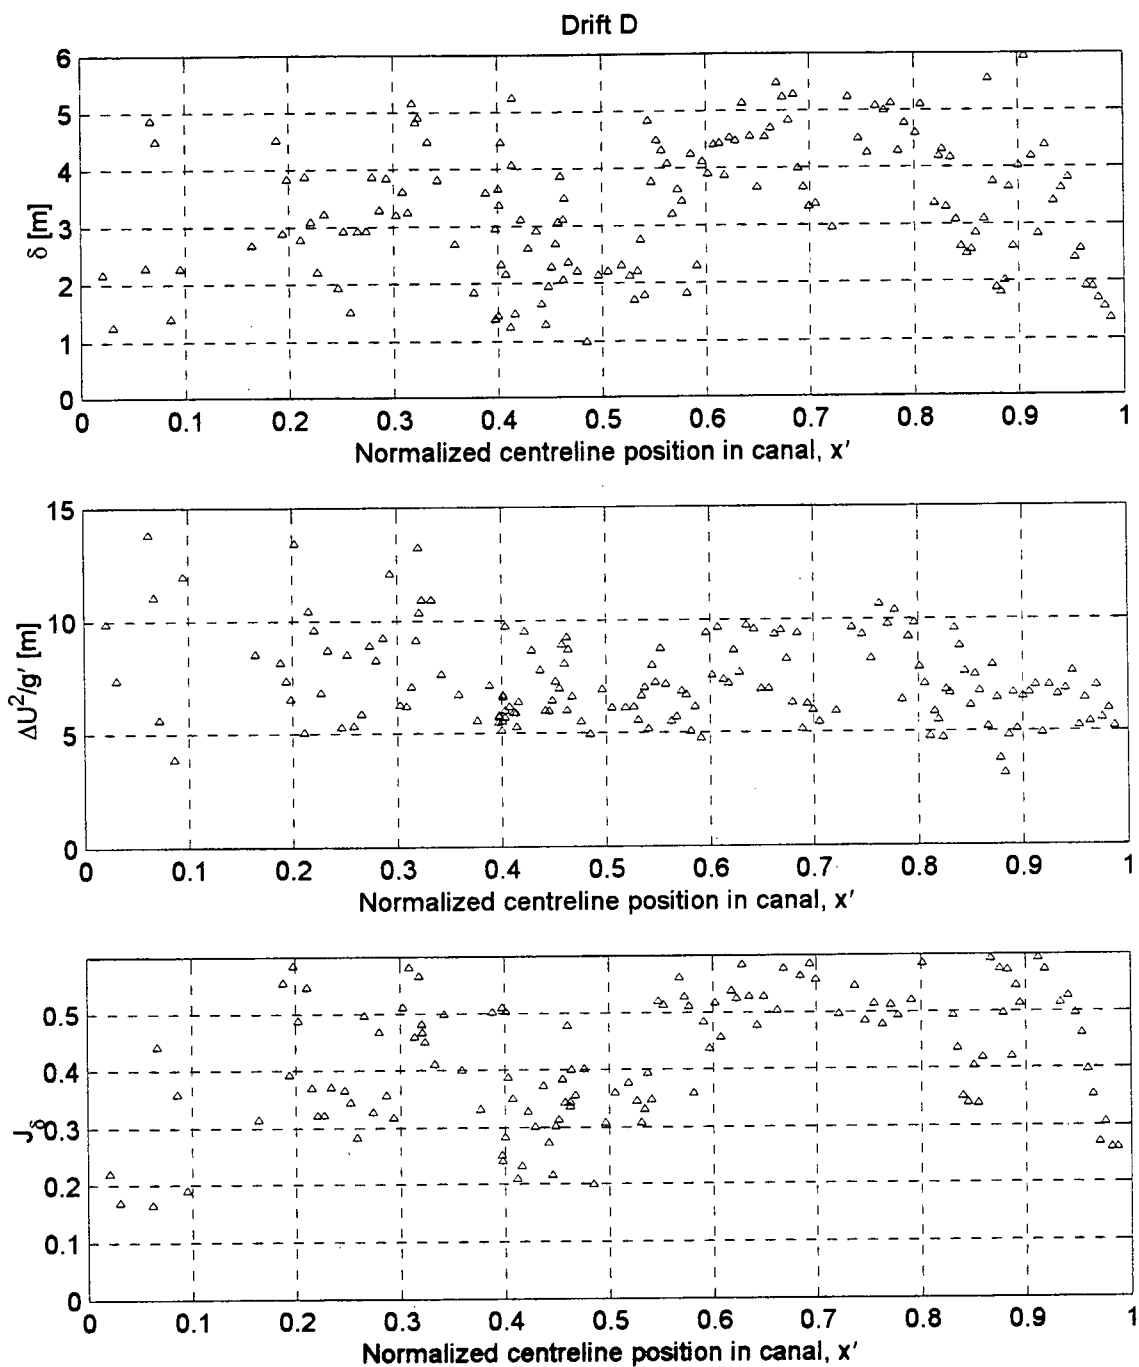 Drift D
6
5
4
3
2
1
0
δ [m]
0 0.1 0.2 0.3 0.4 0.5 0.6 0.7 0.8 0.9 1
Normalized centreline position in canal, x′
15
10
5
0
ΔU²/g′ [m]
0 0.1 0.2 0.3 0.4 0.5 0.6 0.7 0.8 0.9 1
Normalized centreline position in canal, x′
0.5
0.4
0.3
0.2
0.1
0
J_δ
0 0.1 0.2 0.3 0.4 0.5 0.6 0.7 0.8 0.9 1
Normalized centreline position in canal, x′